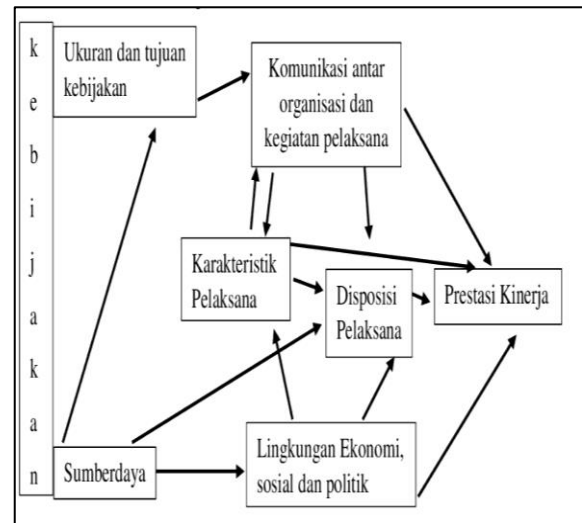 kebijakan
Ukuran dan tujuan
kebijakan
Komunikasi antar
organisasi dan
kegiatan pelaksana
Karakteristik
Pelaksana
Disposisi
Pelaksana
Prestasi Kinerja
Lingkungan Ekonomi,
sosial dan politik
Sumberdaya